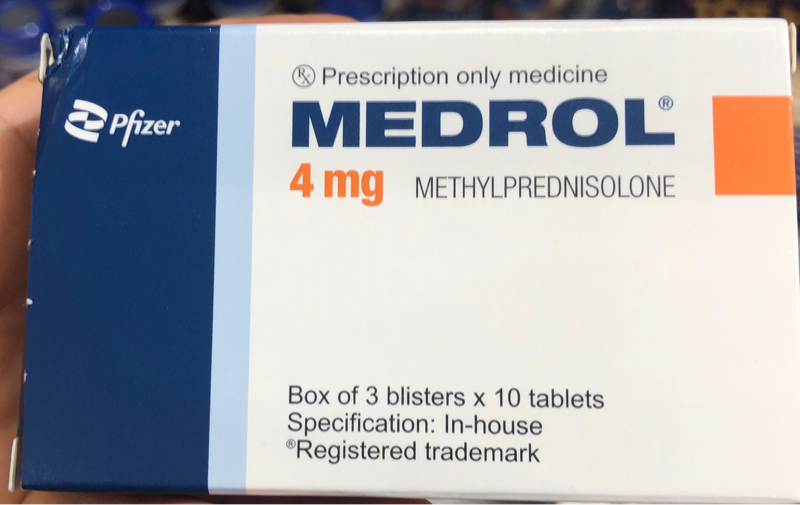 Pfizer
Rx Prescription only medicine
MEDROL®
4 mg METHYLPREDNISOLONE
Box of 3 blisters x 10 tablets
Specification: In-house
®Registered trademark